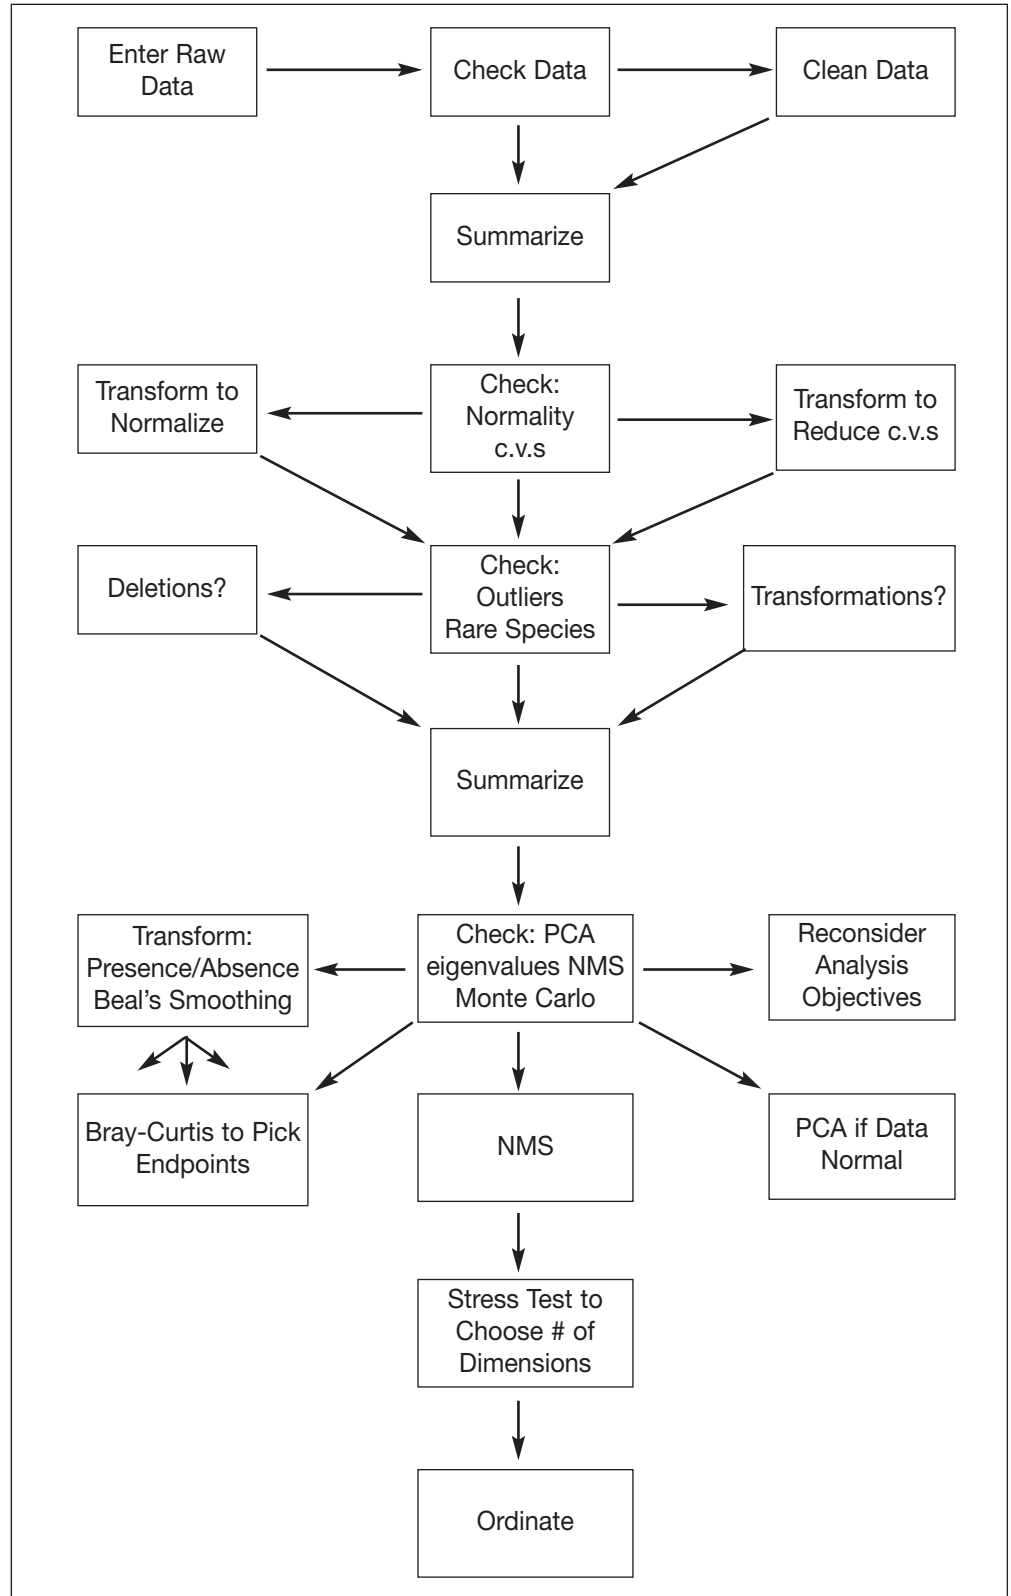 Enter Raw
Data
Check Data
Clean Data
Summarize
Transform to
Normalize
Check:
Normality
c.v.s
Transform to
Reduce c.v.s
Deletions?
Check:
Outliers
Rare Species
Transformations?
Summarize
Transform:
Presence/Absence
Beal's Smoothing
Check: PCA
eigenvalues NMS
Monte Carlo
Reconsider
Analysis
Objectives
Bray-Curtis to Pick
Endpoints
NMS
PCA if Data
Normal
Stress Test to
Choose # of
Dimensions
Ordinate